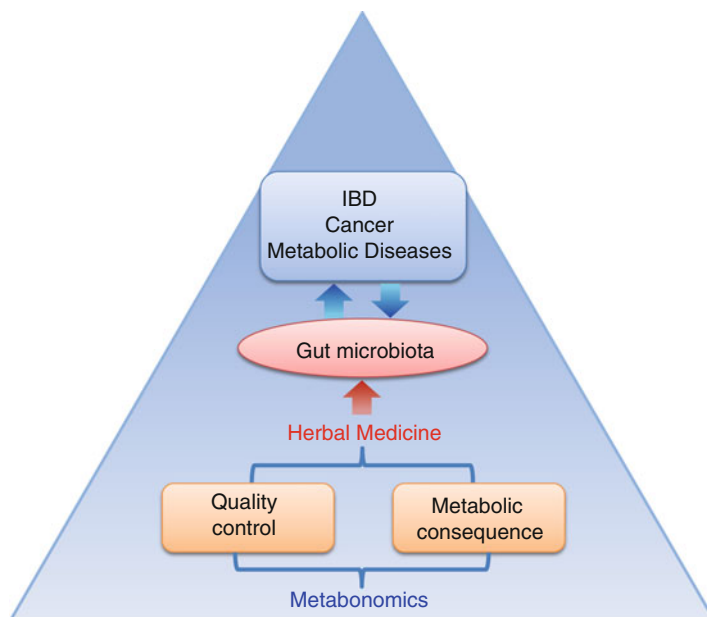 IBD
Cancer
Metabolic Diseases
Gut microbiota
Herbal Medicine
Quality
control
Metabolic
consequence
Metabonomics